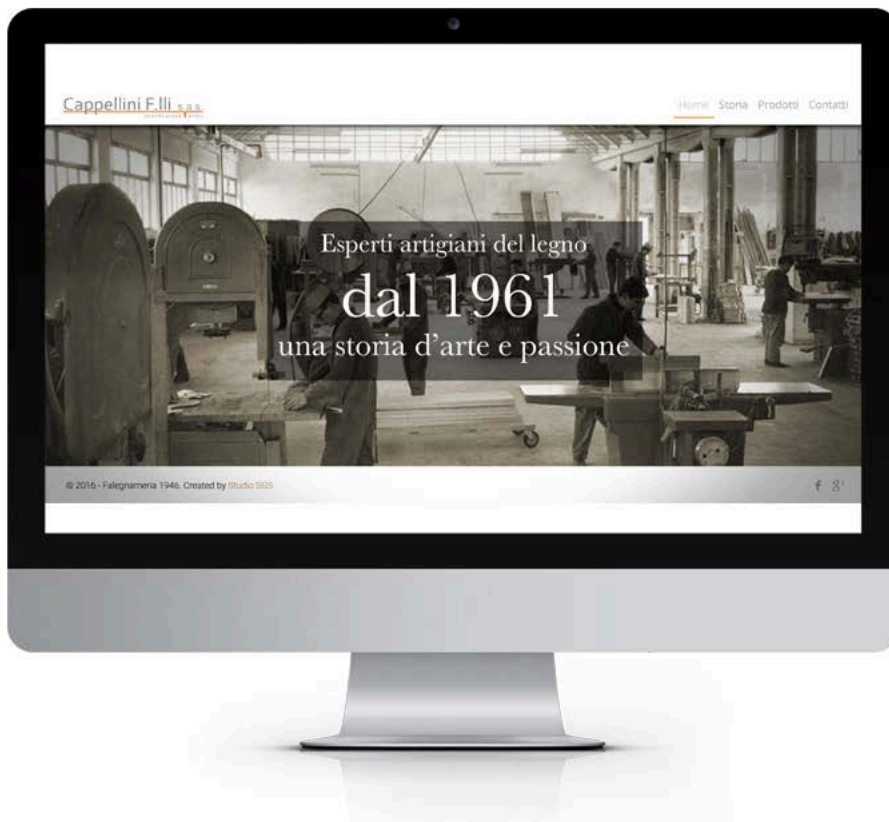 Cappellini F.lli s.a.s.
Home Storia Prodotti Contatti
Esperti artigiani del legno
dal 1961
una storia d'arte e passione
© 2016 - Falegnameria 1946. Created by Studio SGS
f g+